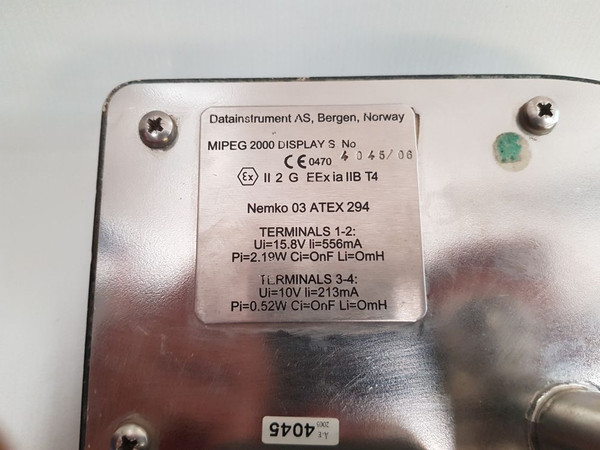 Datainstrument AS, Bergen, Norway
MIPEG 2000 DISPLAY S No
CE 0470 4045/06
Ex II 2 G EEx ia IIB T4
Nemko 03 ATEX 294
TERMINALS 1-2:
Ui=15.8V Ii=556mA
Pi=2.19W Ci=OnF Li=OmH
TERMINALS 3-4:
Ui=10V Ii=213mA
Pi=0.52W Ci=OnF Li=OmH
4045
2005